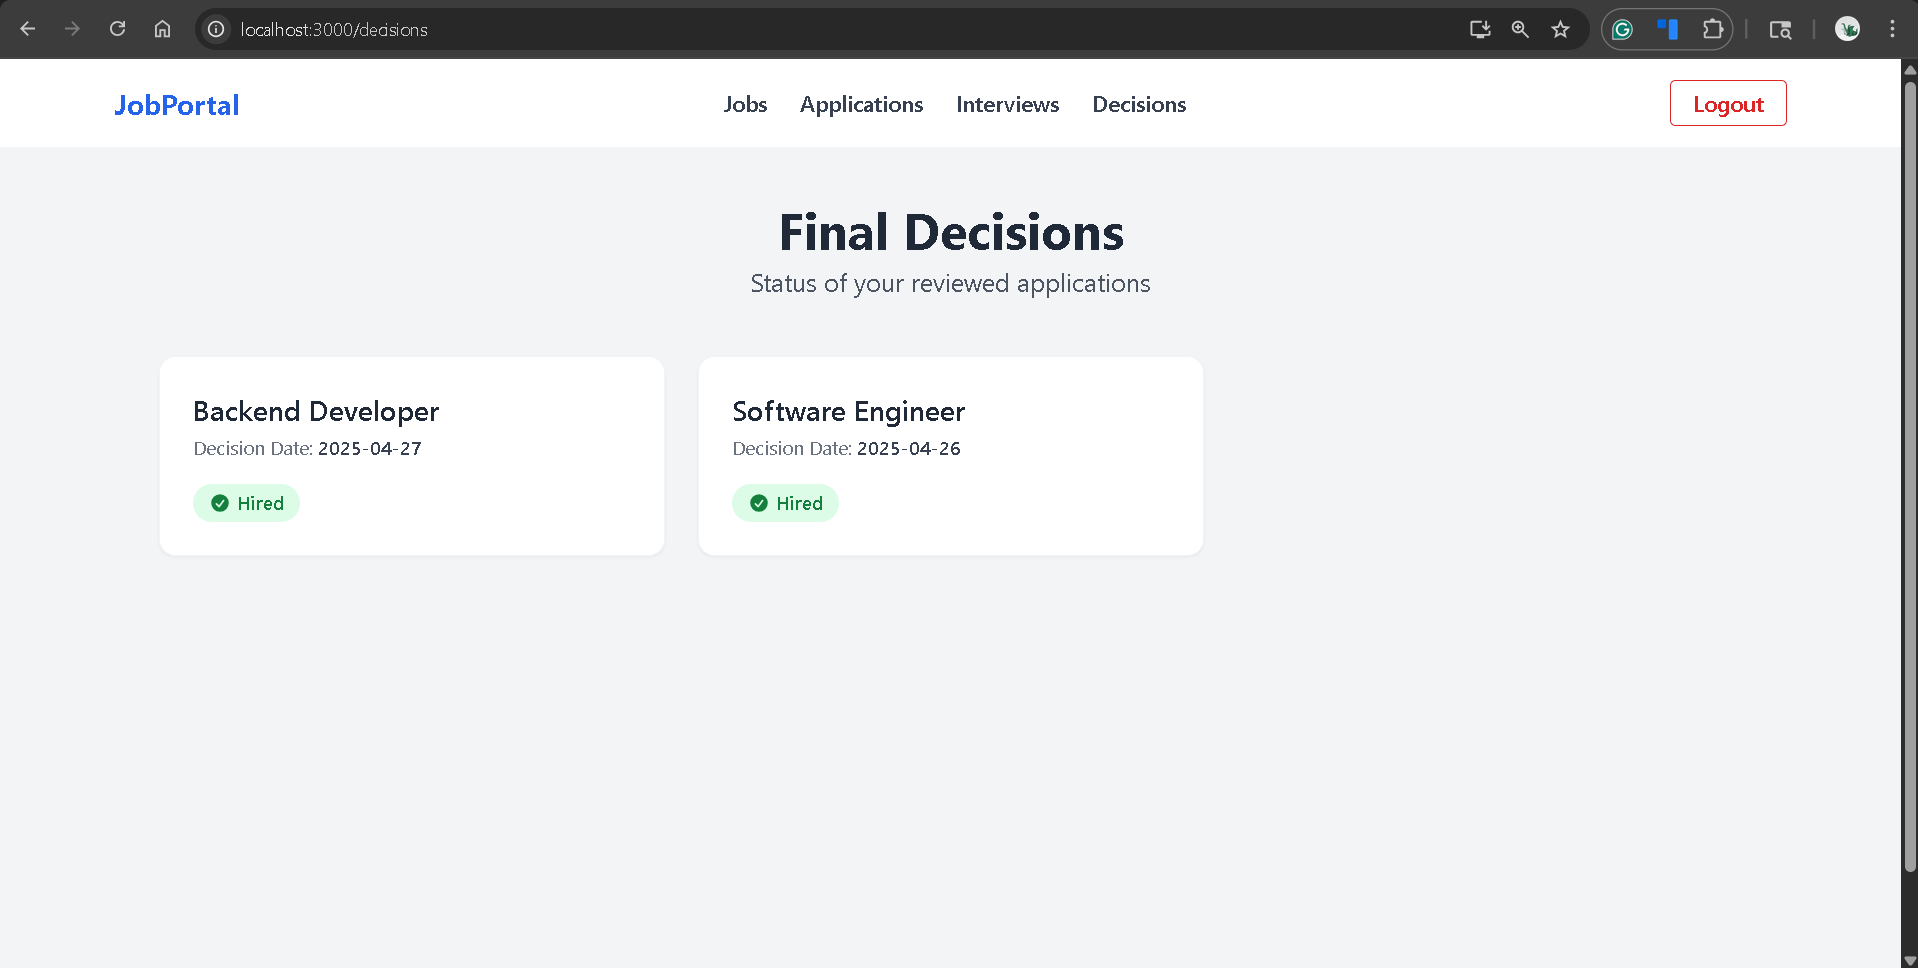 localhost:3000/decisions
JobPortal
Jobs Applications Interviews Decisions
Logout
Final Decisions
Status of your reviewed applications
Backend Developer
Decision Date: 2025-04-27
Hired
Software Engineer
Decision Date: 2025-04-26
Hired